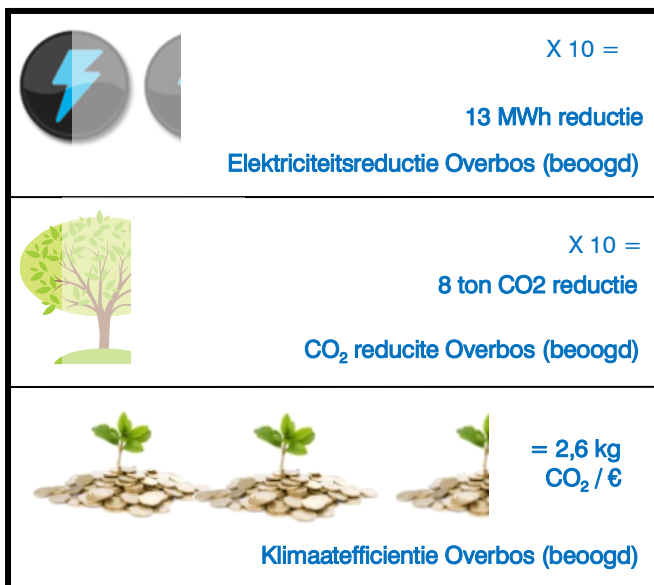 X 10 =
13 MWh reductie
Elektriciteitsreductie Overbos (beoogd)
X 10 =
8 ton CO2 reductie
CO₂ reducite Overbos (beoogd)
= 2,6 kg
CO₂ / €
Klimaatefficientie Overbos (beoogd)